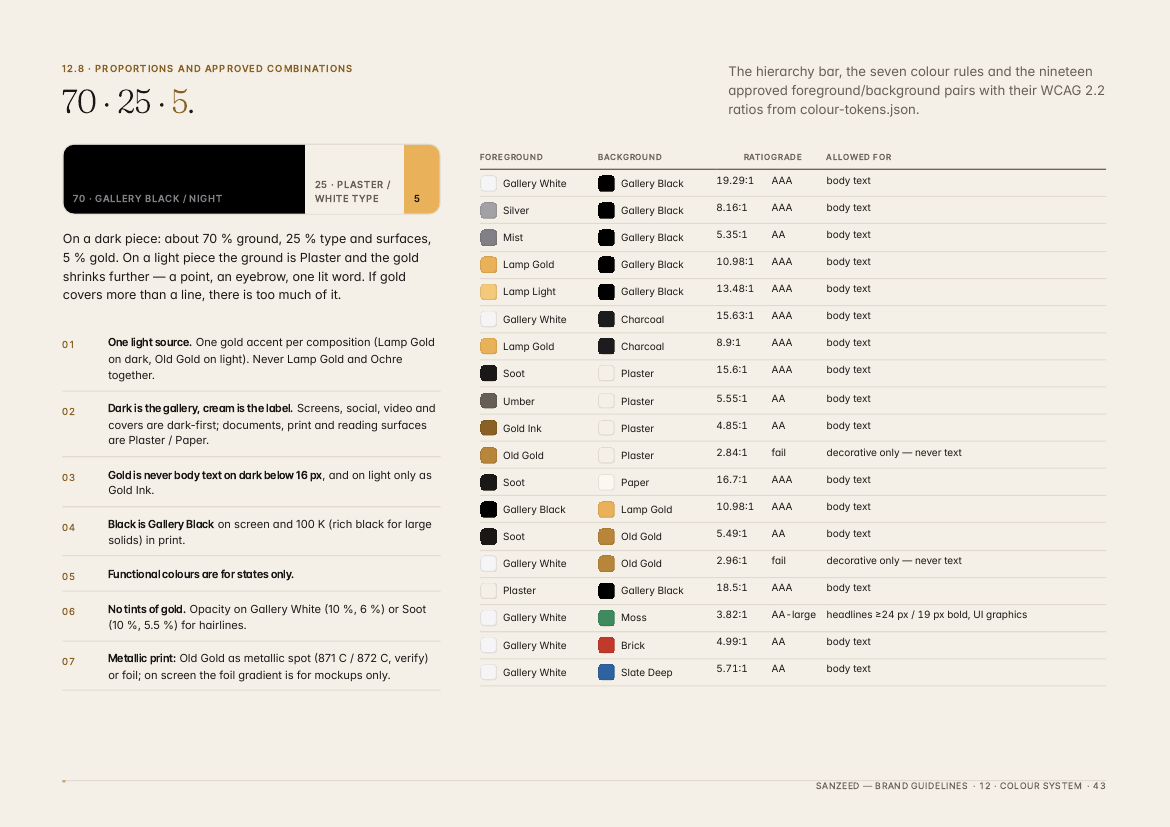 12.8 · PROPORTIONS AND APPROVED COMBINATIONS
70 · 25 · 5.
The hierarchy bar, the seven colour rules and the nineteen
approved foreground/background pairs with their WCAG 2.2
ratios from colour-tokens.json.
70 · GALLERY BLACK / NIGHT
25 · PLASTER /
WHITE TYPE
5
On a dark piece: about 70 % ground, 25 % type and surfaces,
5 % gold. On a light piece the ground is Plaster and the gold
shrinks further — a point, an eyebrow, one lit word. If gold
covers more than a line, there is too much of it.
01 One light source. One gold accent per composition (Lamp Gold
on dark, Old Gold on light). Never Lamp Gold and Ochre
together.
02 Dark is the gallery, cream is the label. Screens, social, video and
covers are dark-first; documents, print and reading surfaces
are Plaster / Paper.
03 Gold is never body text on dark below 16 px, and on light only as
Gold Ink.
04 Black is Gallery Black on screen and 100 K (rich black for large
solids) in print.
05 Functional colours are for states only.
06 No tints of gold. Opacity on Gallery White (10 %, 6 %) or Soot
(10 %, 5.5 %) for hairlines.
07 Metallic print: Old Gold as metallic spot (871 C / 872 C, verify)
or foil; on screen the foil gradient is for mockups only.
FOREGROUND BACKGROUND RATIO GRADE ALLOWED FOR
Gallery White Gallery Black 19.29:1 AAA body text
Silver Gallery Black 8.16:1 AAA body text
Mist Gallery Black 5.35:1 AA body text
Lamp Gold Gallery Black 10.98:1 AAA body text
Lamp Light Gallery Black 13.48:1 AAA body text
Gallery White Charcoal 15.63:1 AAA body text
Lamp Gold Charcoal 8.9:1 AAA body text
Soot Plaster 15.6:1 AAA body text
Umber Plaster 5.55:1 AA body text
Gold Ink Plaster 4.85:1 AA body text
Old Gold Plaster 2.84:1 fail decorative only — never text
Soot Paper 16.7:1 AAA body text
Gallery Black Lamp Gold 10.98:1 AAA body text
Soot Old Gold 5.49:1 AA body text
Gallery White Old Gold 2.96:1 fail decorative only — never text
Plaster Gallery Black 18.5:1 AAA body text
Gallery White Moss 3.82:1 AA-large headlines ≥24 px / 19 px bold, UI graphics
Gallery White Brick 4.99:1 AA body text
Gallery White Slate Deep 5.71:1 AA body text
SANZEED — BRAND GUIDELINES · 12 · COLOUR SYSTEM · 43